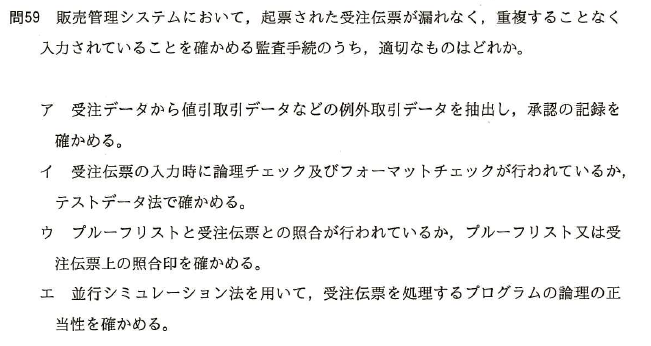 問59 販売管理システムにおいて，起票された受注伝票が漏れなく，重複することなく
入力されていることを確かめる監査手続のうち，適切なものはどれか。
ア 受注データから値引取引データなどの例外取引データを抽出し，承認の記録を
確かめる。
イ 受注伝票の入力時に論理チェック及びフォーマットチェックが行われているか，
テストデータ法で確かめる。
ウ プルーフリストと受注伝票との照合が行われているか，プルーフリスト又は受
注伝票上の照合印を確かめる。
エ 並行シミュレーション法を用いて，受注伝票を処理するプログラムの論理の正
当性を確かめる。